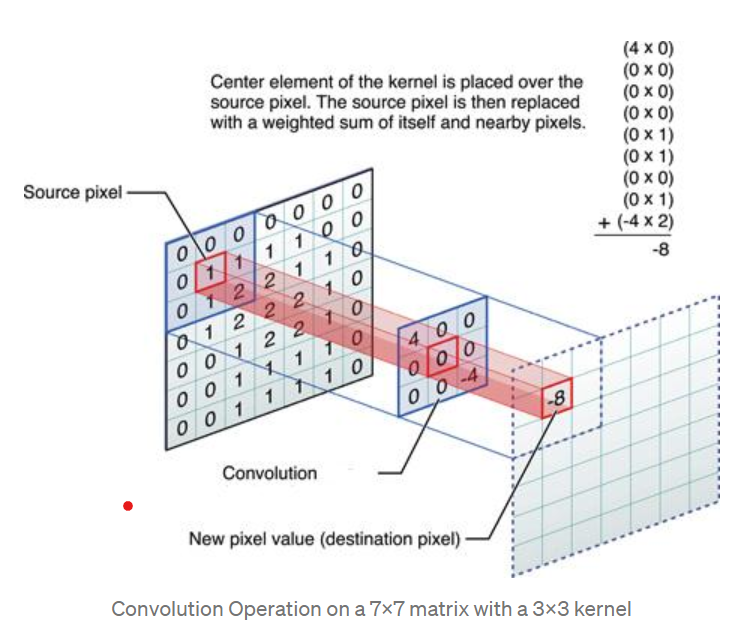 Center element of the kernel is placed over the
source pixel. The source pixel is then replaced
with a weighted sum of itself and nearby pixels.
(4 x 0)
(0 x 0)
(0 x 0)
(0 x 0)
(0 x 1)
(0 x 1)
(0 x 0)
(0 x 1)
+ (-4 x 2)
-8
Source pixel
0 0 0 0 0 0 0
0 1 1 1 1 0 0
0 1 2 2 1 1 0
0 1 2 2 2 1 0
0 0 1 2 2 1 0
0 0 1 1 1 1 0
0 0 1 1 1 1 0
4 0 0
0 0 0
0 0 -4
-8
Convolution
New pixel value (destination pixel)
Convolution Operation on a 7×7 matrix with a 3×3 kernel